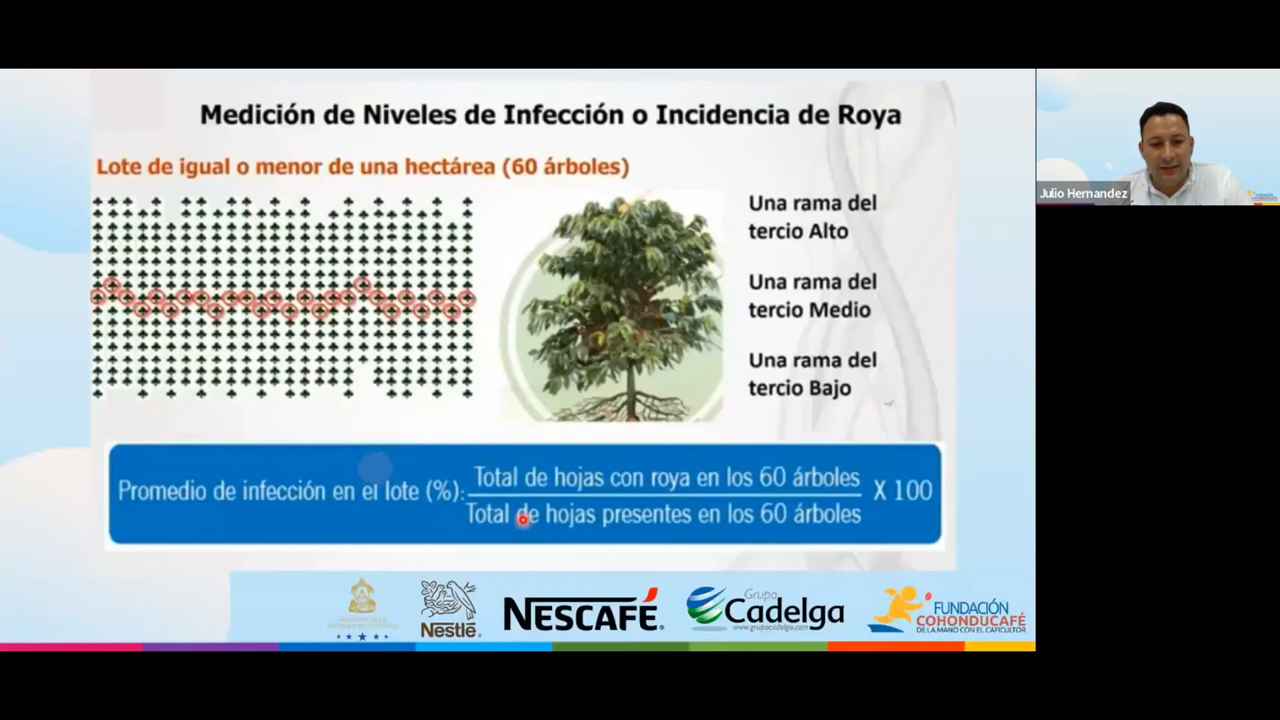 Medición de Niveles de Infección o Incidencia de Roya
Lote de igual o menor de una hectárea (60 árboles)
Una rama del
tercio Alto
Una rama del
tercio Medio
Una rama del
tercio Bajo
Promedio de infección en el lote (%):
Total de hojas con roya en los 60 árboles
Total de hojas presentes en los 60 árboles
X 100
Julio Hernandez
Nestlé
NESCAFÉ
Grupo
Cadelga
www.grupocadelga.com
FUNDACIÓN
COHONDUCAFÉ
DE LA MANO CON EL CAFICULTOR